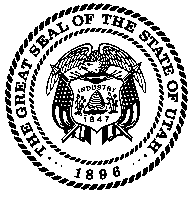 THE GREAT SEAL OF THE STATE OF UTAH
INDUSTRY
1847
1896